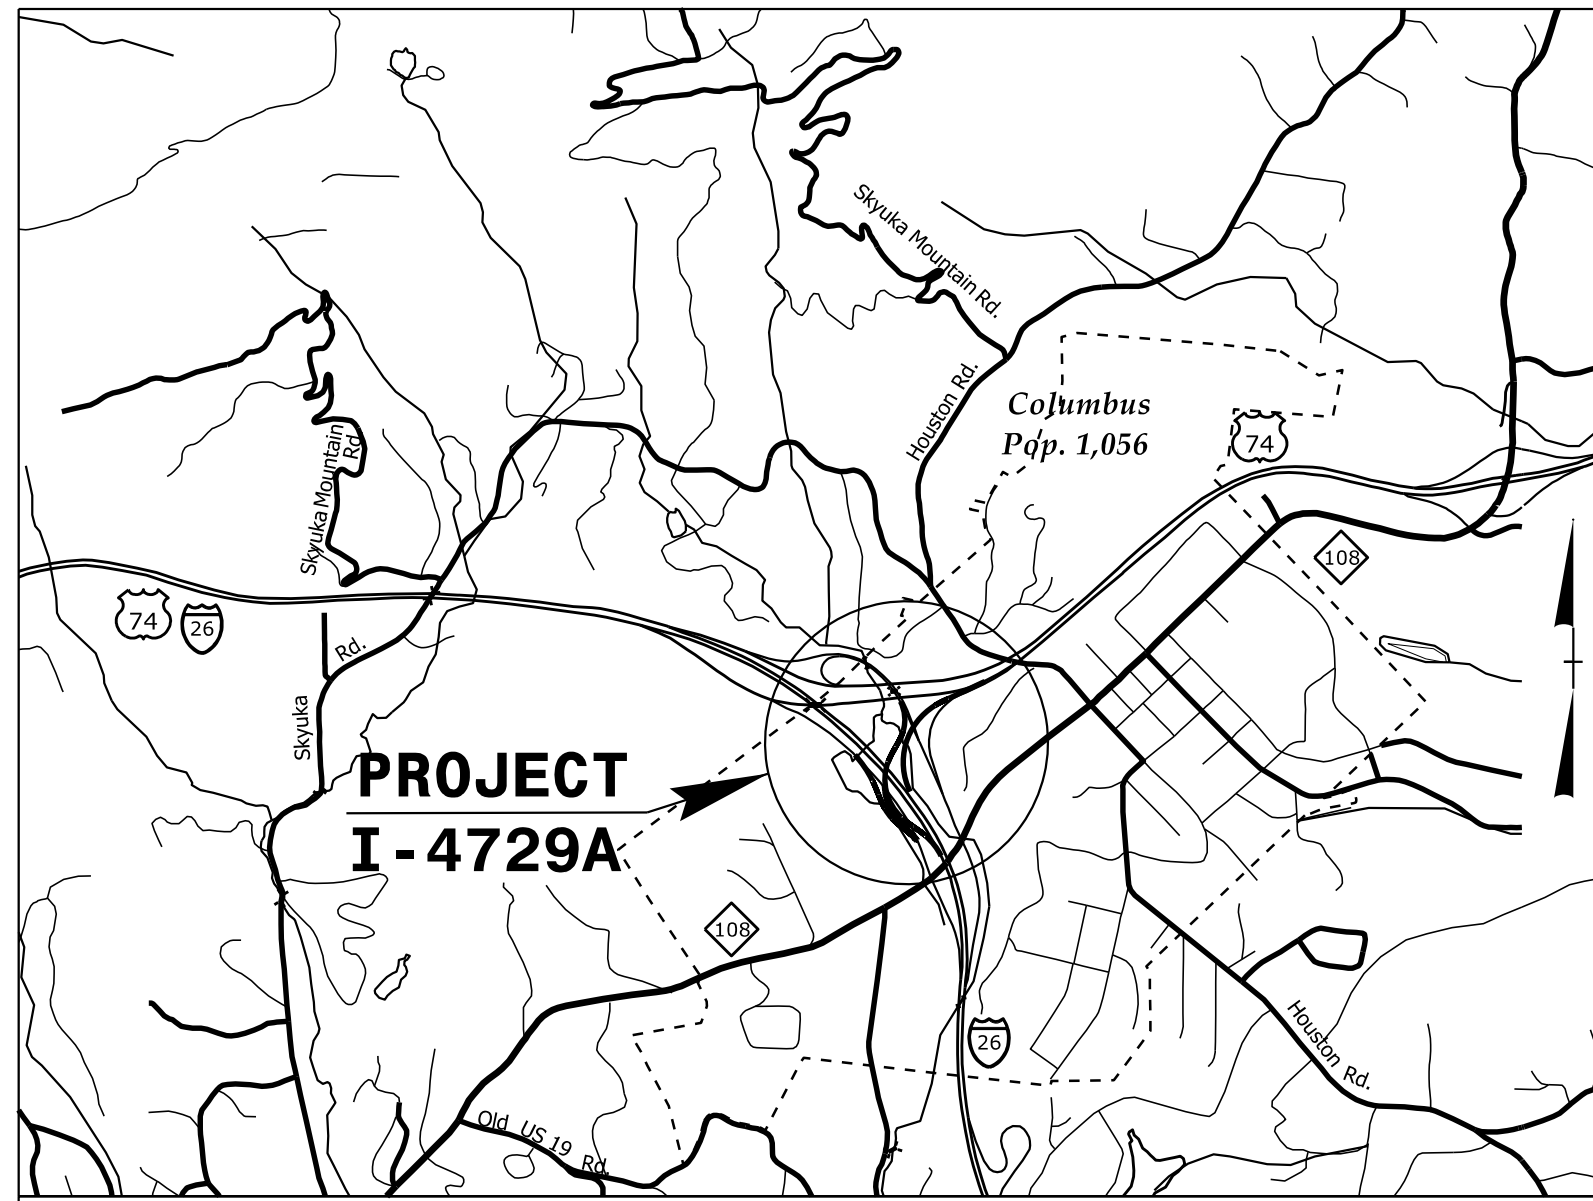 Skyuka Mountain Rd.
Houston Rd.
Columbus
Pop. 1,056
74
Skyuka Mountain
Rd
108
74
26
Rd.
Skyuka
PROJECT
I-4729A
108
26
Houston Rd.
Old US 19 Rd.